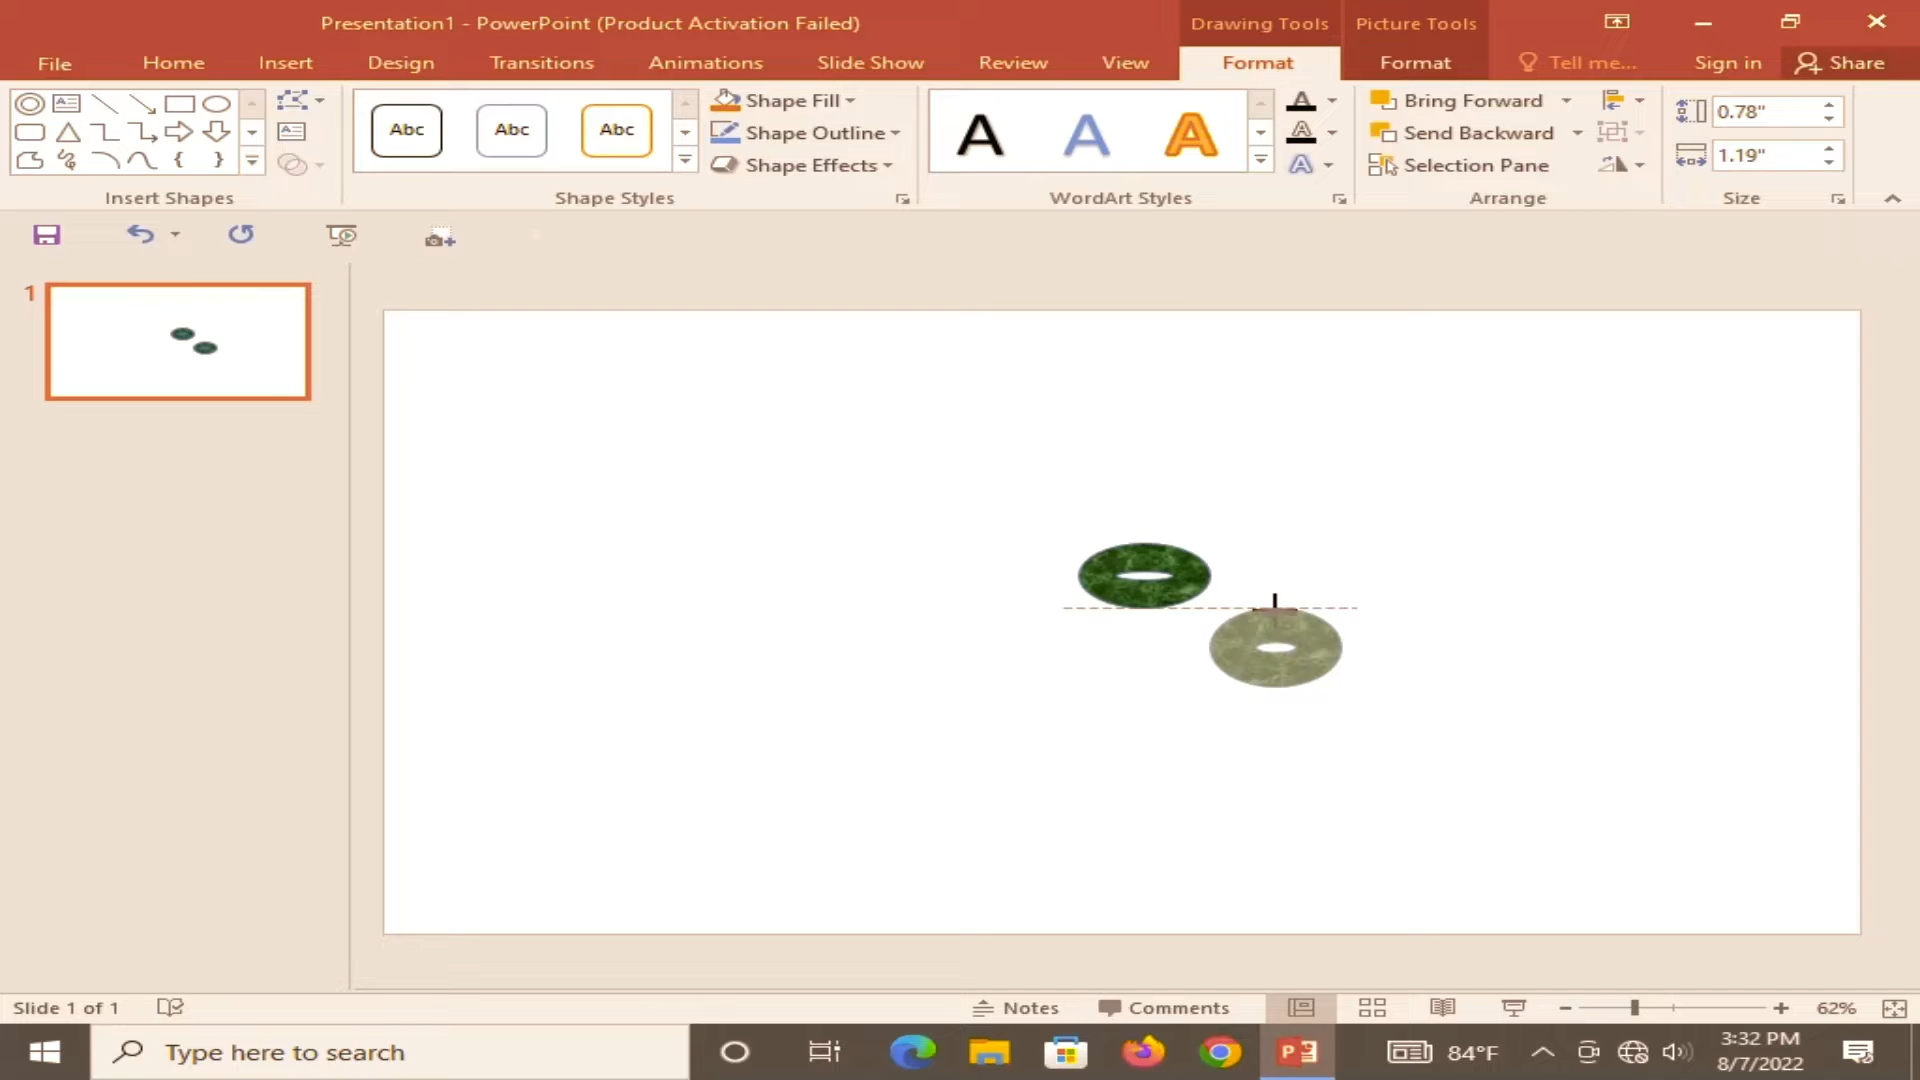 Presentation1 - PowerPoint (Product Activation Failed)
Drawing Tools
Picture Tools
File
Home
Insert
Design
Transitions
Animations
Slide Show
Review
View
Format
Format
Tell me...
Sign in
Share
Abc
Abc
Abc
Shape Fill
Shape Outline
Shape Effects
A
A
A
Bring Forward
Send Backward
Selection Pane
0.78"
1.19"
Insert Shapes
Shape Styles
WordArt Styles
Arrange
Size
1
Slide 1 of 1
Notes
Comments
62%
Type here to search
84°F
3:32 PM
8/7/2022